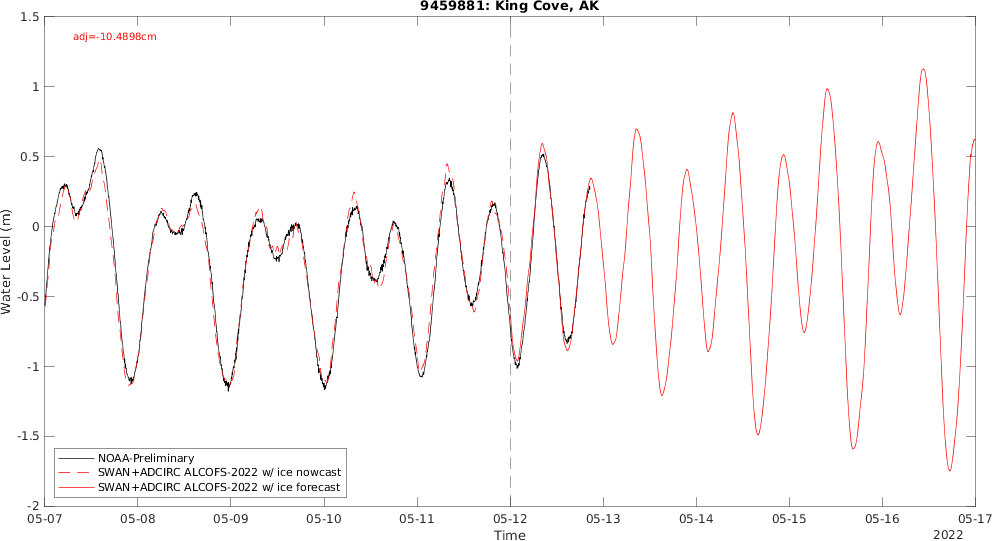 9459881: King Cove, AK
adj=-10.4898cm
1.5
1
0.5
0
-0.5
-1
-1.5
-2
Water Level (m)
NOAA-Preliminary
SWAN+ADCIRC ALCOFS-2022 w/ ice nowcast
SWAN+ADCIRC ALCOFS-2022 w/ ice forecast
05-07 05-08 05-09 05-10 05-11 05-12 05-13 05-14 05-15 05-16 05-17
Time
2022